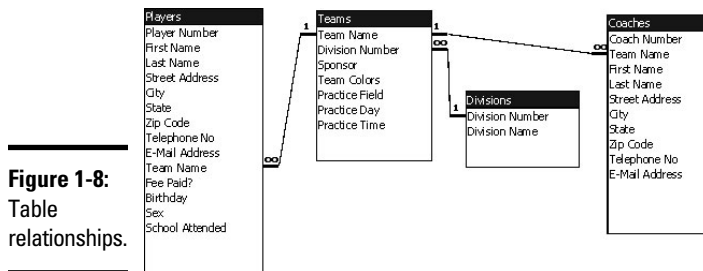 Players
Player Number
First Name
Last Name
Street Address
City
State
Zip Code
Telephone No
E-Mail Address
Team Name
Fee Paid?
Birthday
Sex
School Attended
∞
1
Teams
Team Name
Division Number
Sponsor
Team Colors
Practice Field
Practice Day
Practice Time
1
∞
1
Divisions
Division Number
Division Name
∞
Coaches
Coach Number
Team Name
First Name
Last Name
Street Address
City
State
Zip Code
Telephone No
E-Mail Address
Figure 1-8:
Table
relationships.